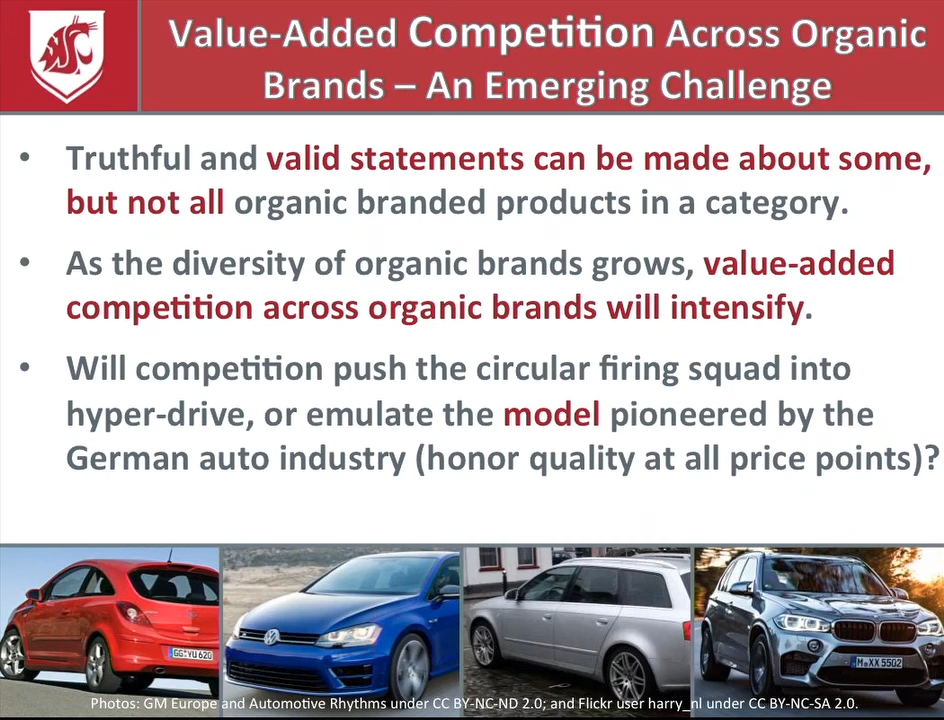 Value-Added Competition Across Organic
Brands – An Emerging Challenge
• Truthful and valid statements can be made about some,
but not all organic branded products in a category.
• As the diversity of organic brands grows, value-added
competition across organic brands will intensify.
• Will competition push the circular firing squad into
hyper-drive, or emulate the model pioneered by the
German auto industry (honor quality at all price points)?
GG YU 620
M XX 5502
Photos: GM Europe and Automotive Rhythms under CC BY-NC-ND 2.0; and Flickr user harry_nl under CC BY-NC-SA 2.0.